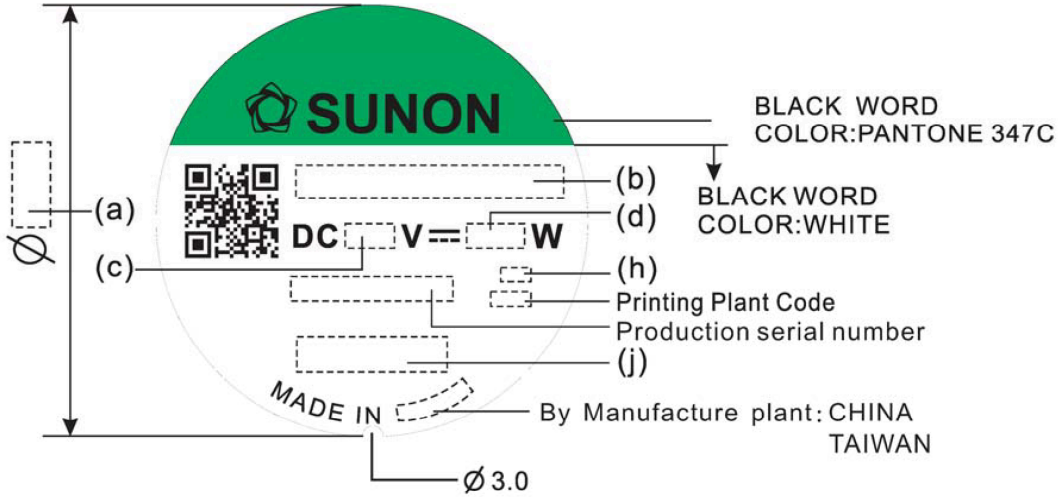 SUNON
BLACK WORD
COLOR:PANTONE 347C
(b)
BLACK WORD
COLOR:WHITE
(a)
(d)
DC V W
(c)
(h)
Printing Plant Code
Production serial number
(j)
MADE IN
By Manufacture plant: CHINA
TAIWAN
Ø
Ø 3.0